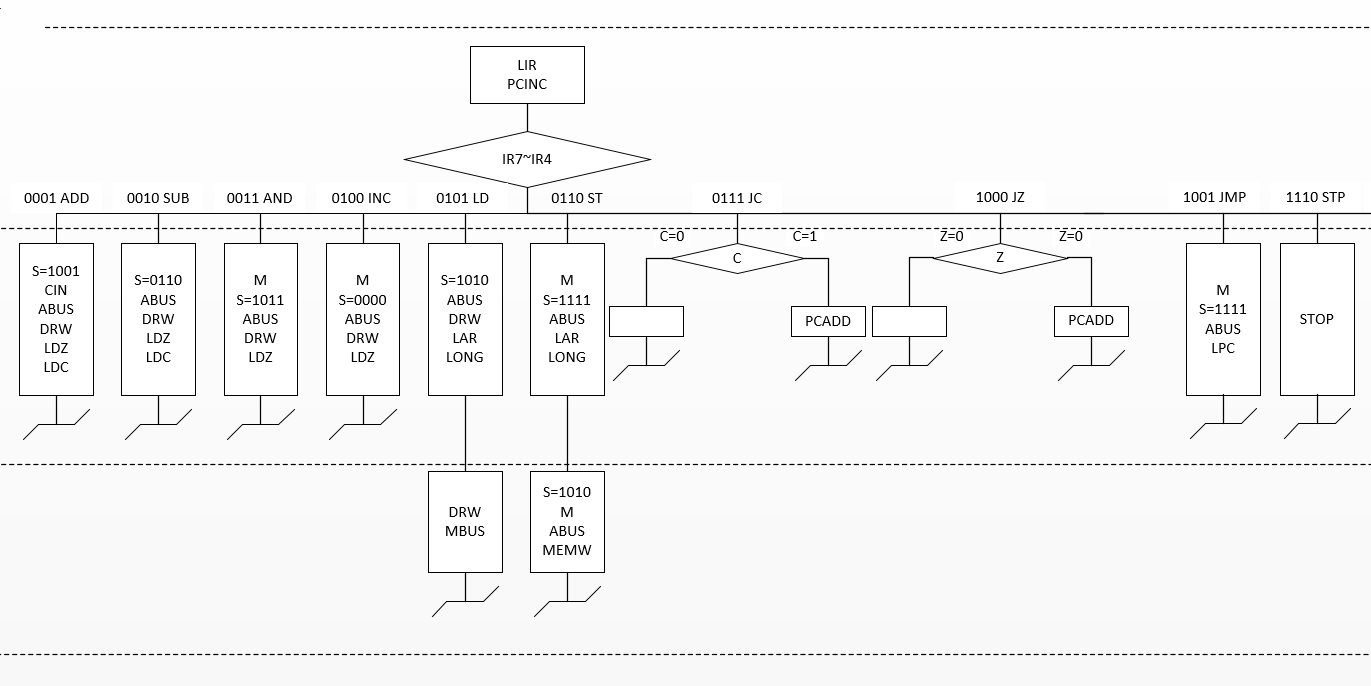 LIR
PCINC
IR7~IR4
0001 ADD
0010 SUB
0011 AND
0100 INC
0101 LD
0110 ST
0111 JC
1000 JZ
1001 JMP
1110 STP
S=1001
CIN
ABUS
DRW
LDZ
LDC
S=0110
ABUS
DRW
LDZ
LDC
M
S=1011
ABUS
DRW
LDZ
M
S=0000
ABUS
DRW
LDZ
S=1010
ABUS
DRW
LAR
LONG
M
S=1111
ABUS
LAR
LONG
C=0
C=1
C
PCADD
Z=0
Z=0
Z
PCADD
M
S=1111
ABUS
LPC
STOP
DRW
MBUS
S=1010
M
ABUS
MEMW